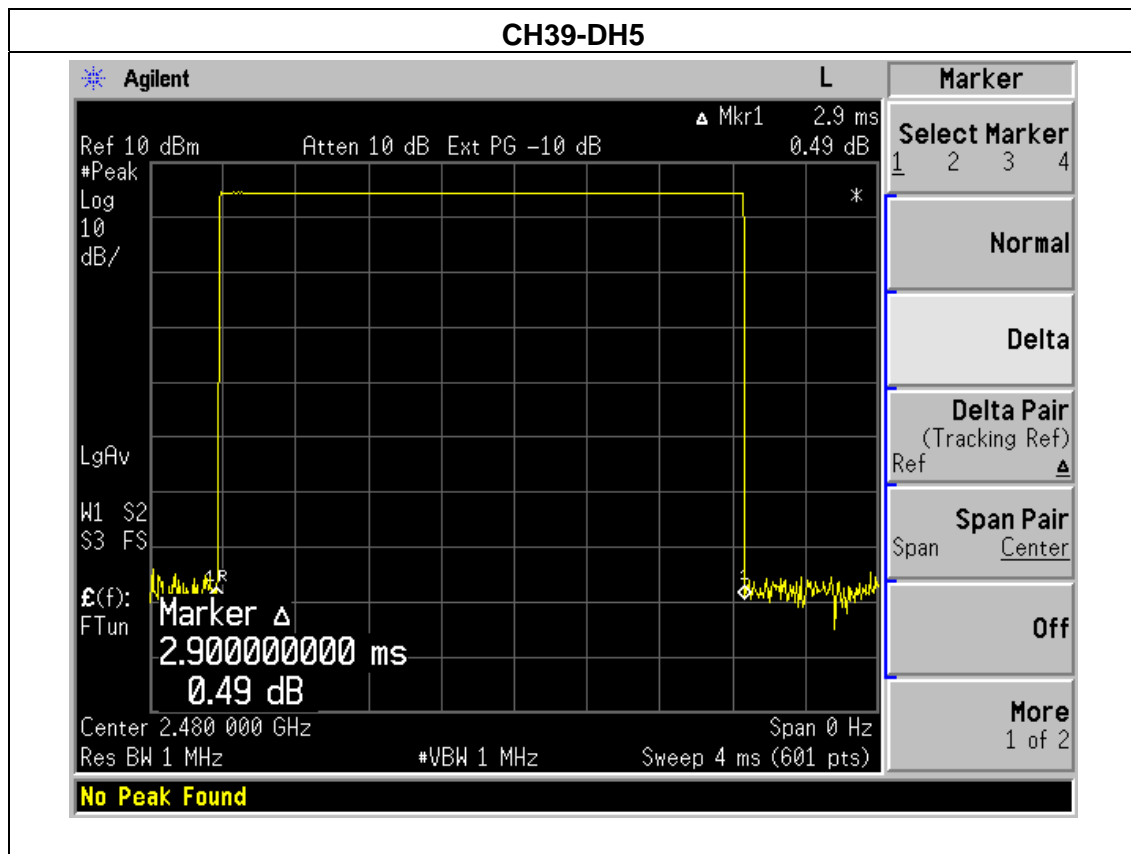 CH39-DH5
Agilent L
Δ Mkr1 2.9 ms
Ref 10 dBm Atten 10 dB Ext PG -10 dB 0.49 dB
#Peak
Log
10
dB/
*
LgAv
W1 S2
S3 FS
£(f):
FTun
1R
1
Marker Δ
2.900000000 ms
0.49 dB
Center 2.480 000 GHz Span 0 Hz
Res BW 1 MHz #VBW 1 MHz Sweep 4 ms (601 pts)
No Peak Found
Marker
Select Marker
1 2 3 4
Normal
Delta
Delta Pair
(Tracking Ref)
Ref Δ
Span Pair
Span Center
Off
More
1 of 2